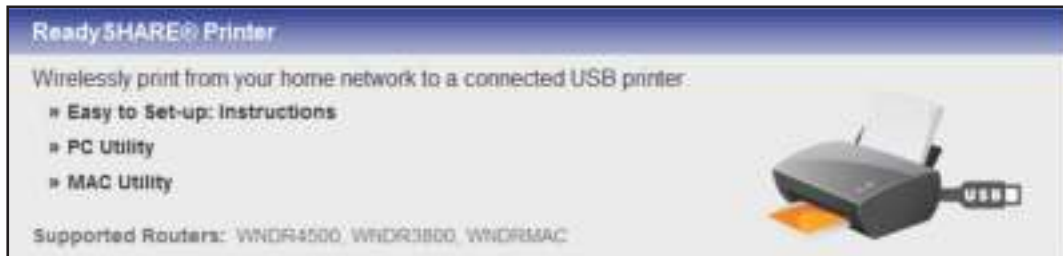 ReadySHARE® Printer
Wirelessly print from your home network to a connected USB printer
» Easy to Set-up: Instructions
» PC Utility
» MAC Utility
USB
Supported Routers: WNDR4500, WNDR3800, WNDRMAC